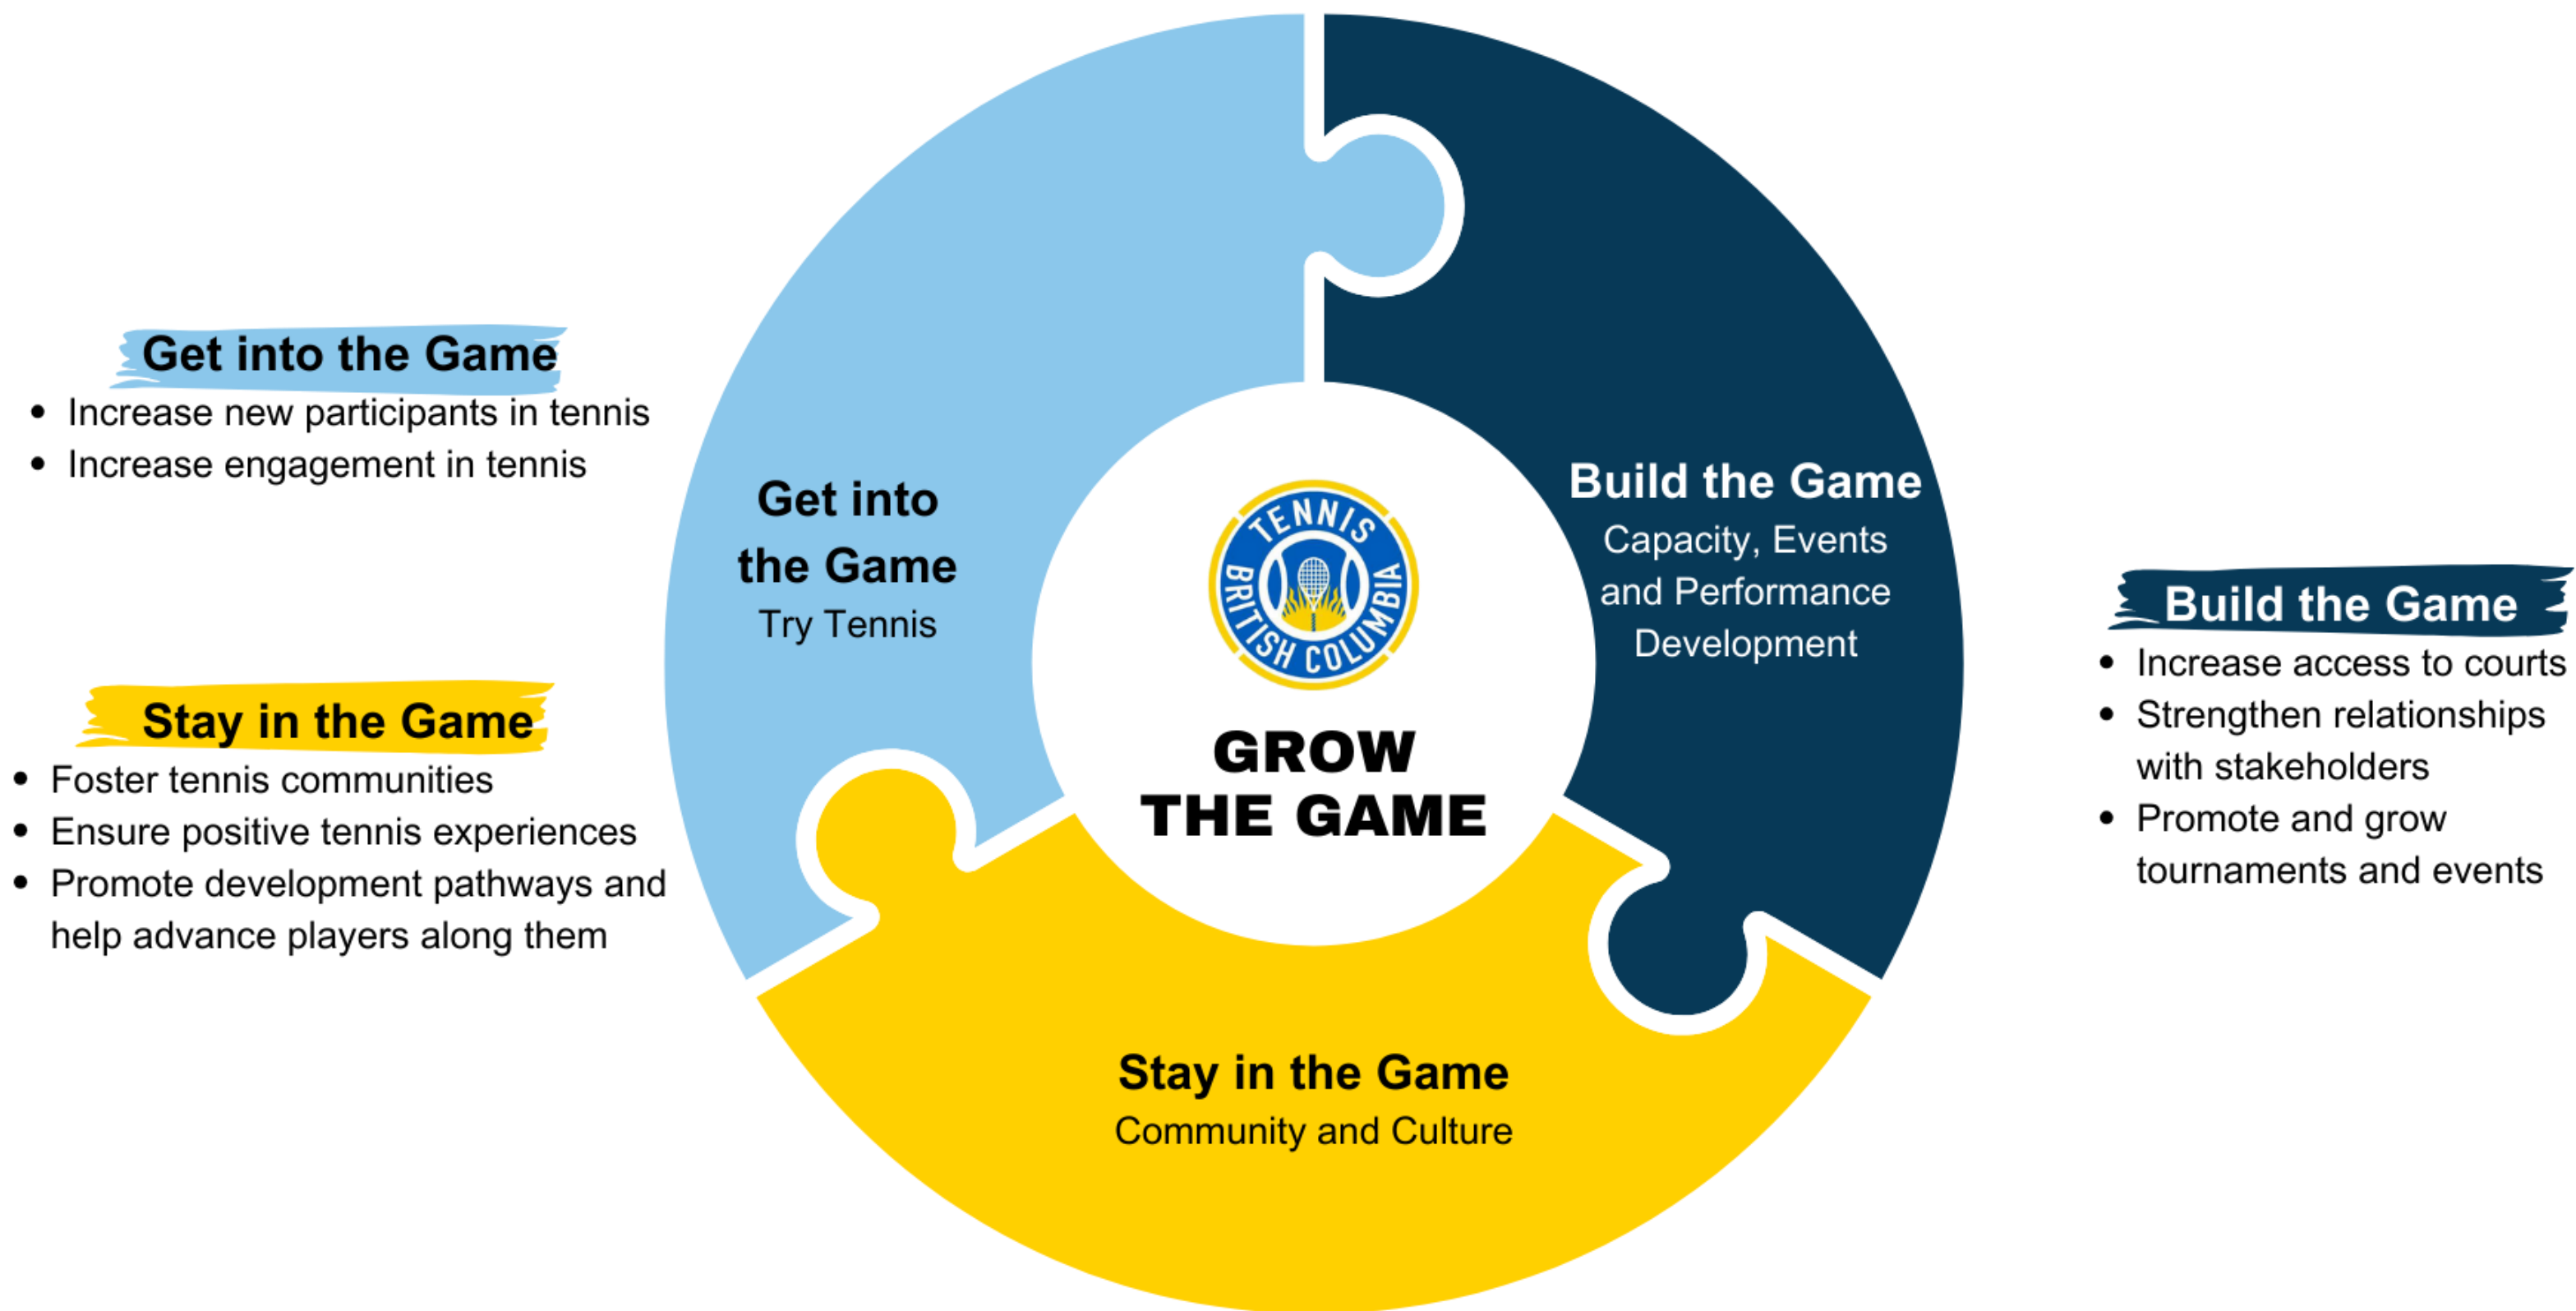 Get into the Game
• Increase new participants in tennis
• Increase engagement in tennis
Stay in the Game
• Foster tennis communities
• Ensure positive tennis experiences
• Promote development pathways and
help advance players along them
Get into
the Game
Try Tennis
TENNIS
BRITISH COLUMBIA
GROW
THE GAME
Build the Game
Capacity, Events
and Performance
Development
Stay in the Game
Community and Culture
Build the Game
• Increase access to courts
• Strengthen relationships
with stakeholders
• Promote and grow
tournaments and events